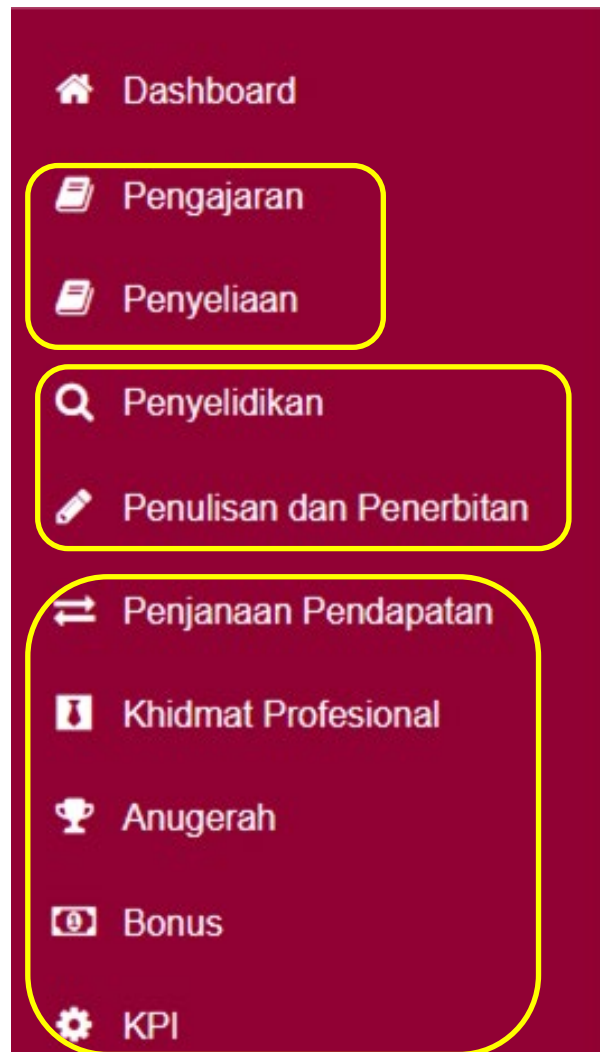 Dashboard
Pengajaran
Penyeliaan
Penyelidikan
Penulisan dan Penerbitan
Penjanaan Pendapatan
Khidmat Profesional
Anugerah
Bonus
KPI